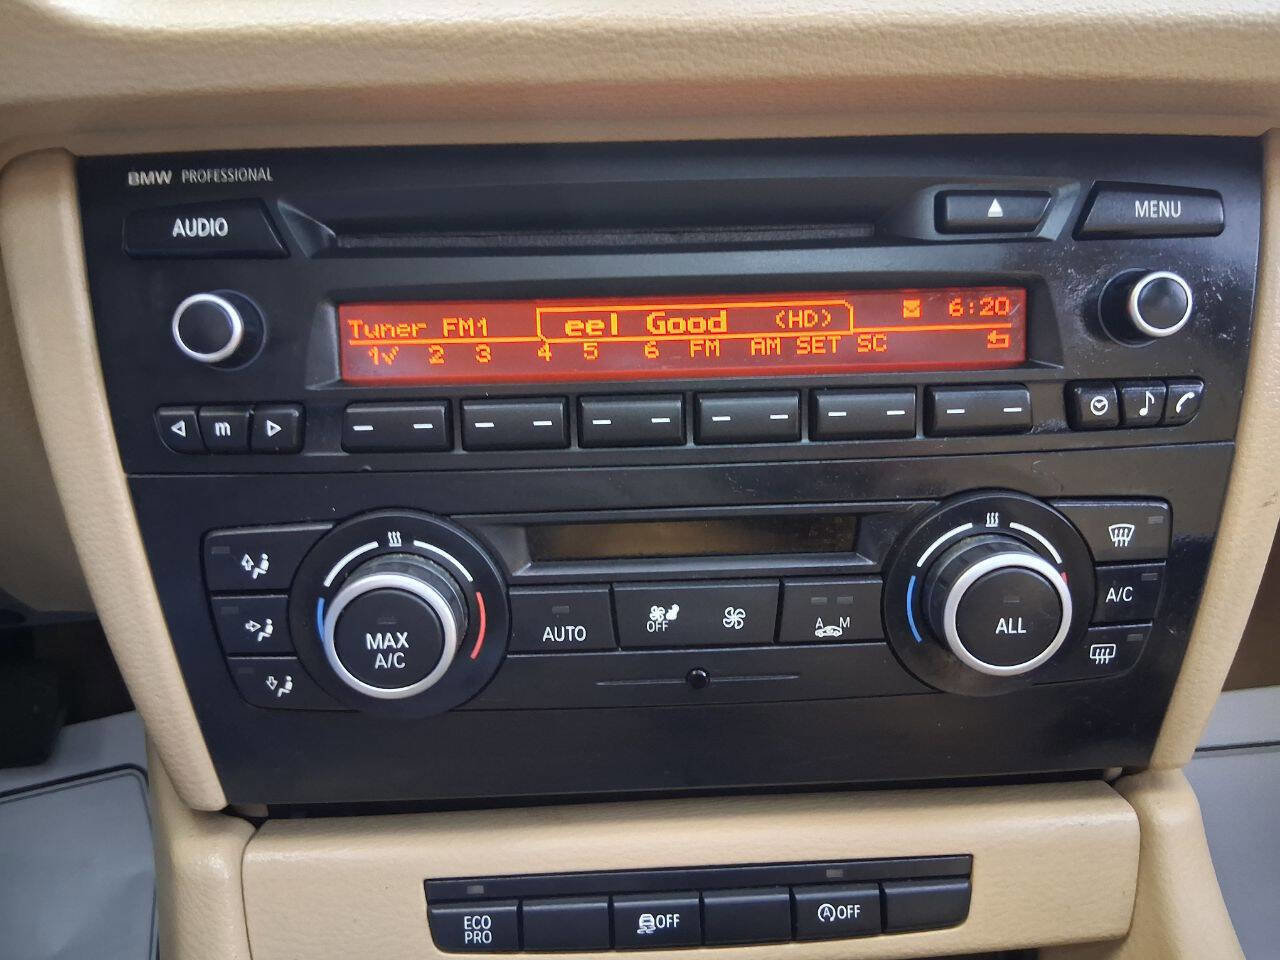 BMW PROFESSIONAL
AUDIO
MENU
Tuner FM1 eel Good (HD) 6:20
1√ 2 3 4 5 6 FM AM SET SC
m
MAX
A/C
AUTO
OFF
A M
ALL
A/C
ECO
PRO
OFF
A OFF